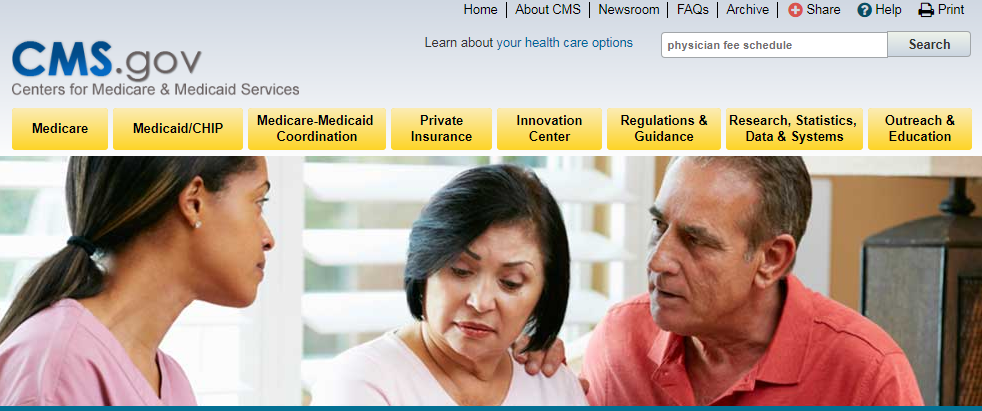 Home About CMS Newsroom FAQs Archive Share Help Print
Learn about your health care options
physician fee schedule
Search
CMS.gov
Centers for Medicare & Medicaid Services
Medicare
Medicaid/CHIP
Medicare-Medicaid
Coordination
Private
Insurance
Innovation
Center
Regulations &
Guidance
Research, Statistics,
Data & Systems
Outreach &
Education